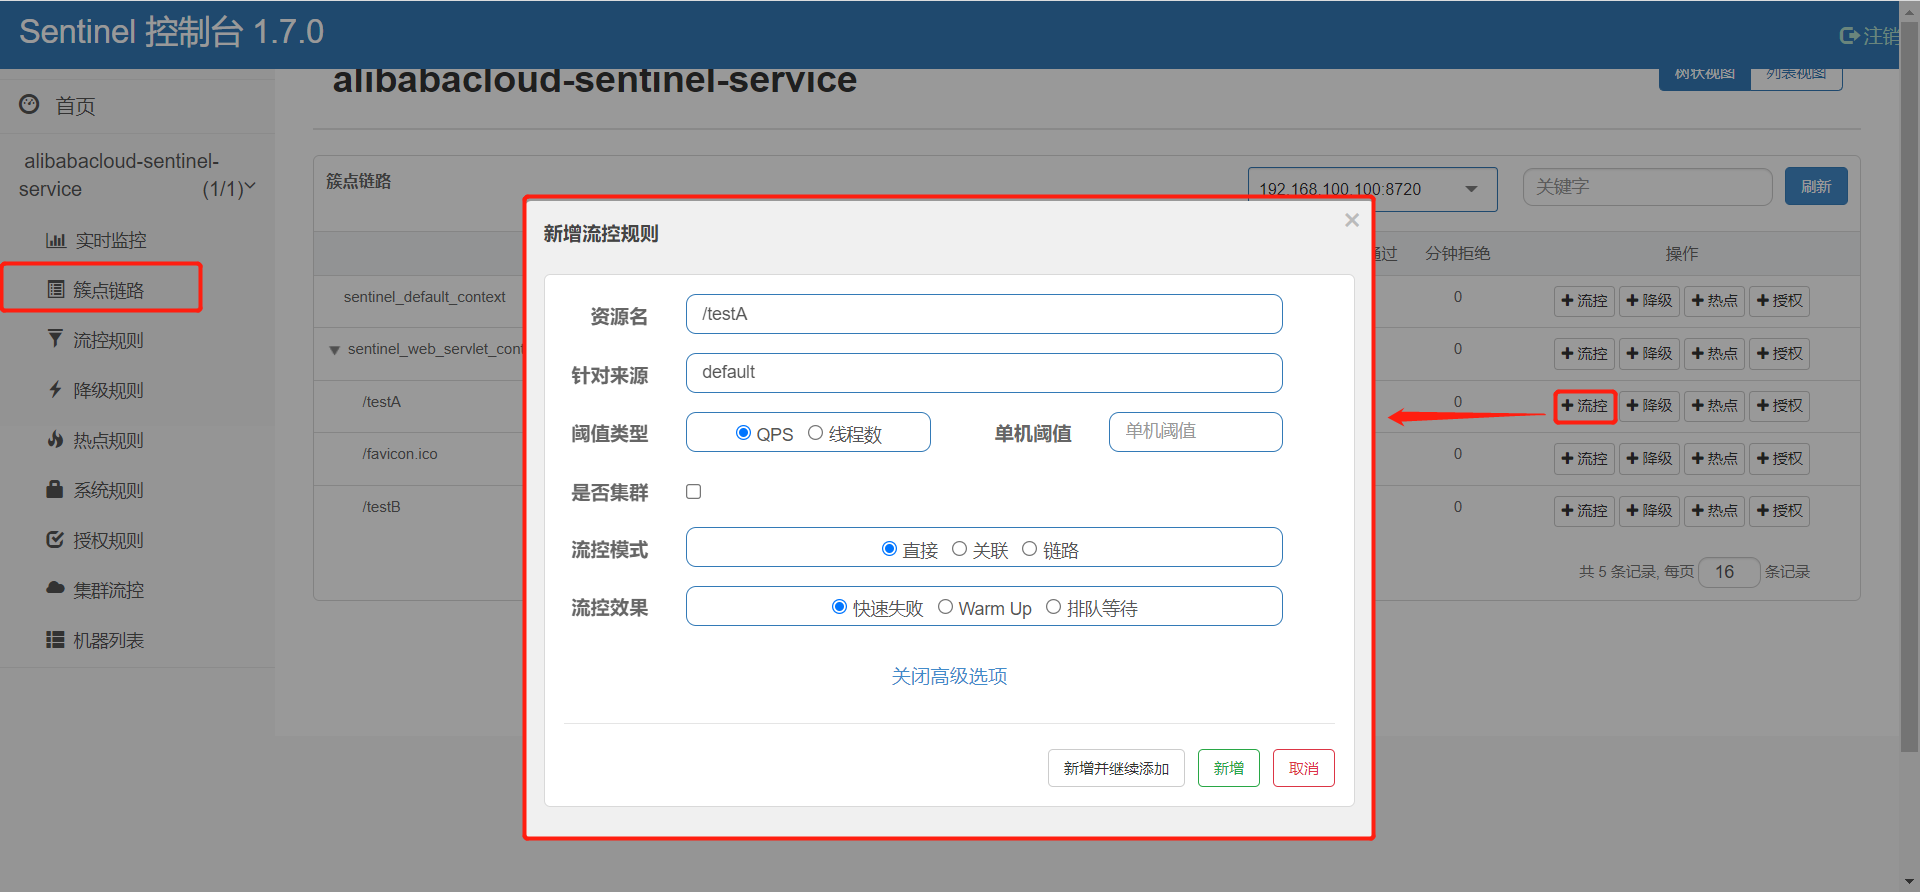 Sentinel 控制台 1.7.0
注销
首页
alibabacloud-sentinel-service (1/1)
实时监控
簇点链路
流控规则
降级规则
热点规则
系统规则
授权规则
集群流控
机器列表
alibabacloud-sentinel-service
树状视图 列表视图
簇点链路
192.168.100.100:8720 关键字 刷新
通过 分钟拒绝 操作
sentinel_default_context 0 流控 降级 热点 授权
sentinel_web_servlet_cont 0 流控 降级 热点 授权
/testA 0 流控 降级 热点 授权
/favicon.ico 0 流控 降级 热点 授权
/testB 0 流控 降级 热点 授权
共 5 条记录, 每页 16 条记录
新增流控规则 ×
资源名 /testA
针对来源 default
阈值类型 QPS 线程数 单机阈值 单机阈值
是否集群
流控模式 直接 关联 链路
流控效果 快速失败 Warm Up 排队等待
关闭高级选项
新增并继续添加 新增 取消